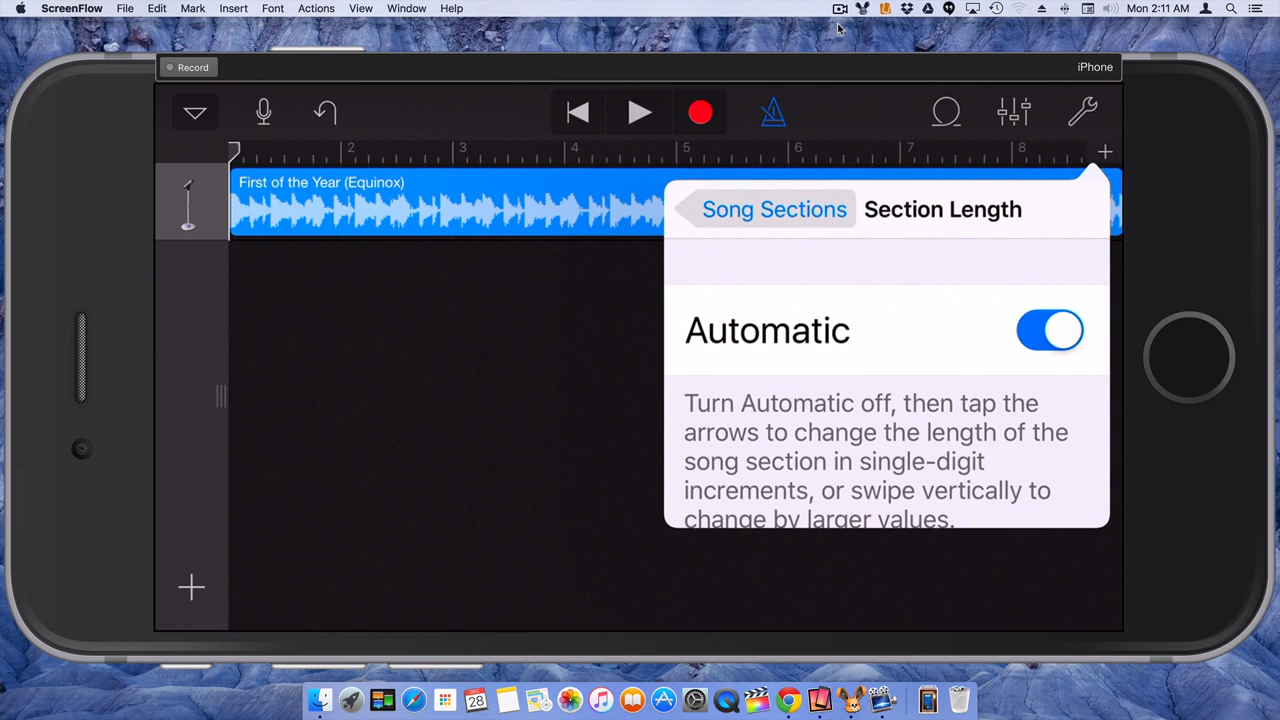 ScreenFlow File Edit Mark Insert Font Actions View Window Help Mon 2:11 AM
Record iPhone
2 3 4 5 6 7 8
First of the Year (Equinox)
Song Sections Section Length
Automatic
Turn Automatic off, then tap the
arrows to change the length of the
song section in single-digit
increments, or swipe vertically to
change by larger values.
DEC
28